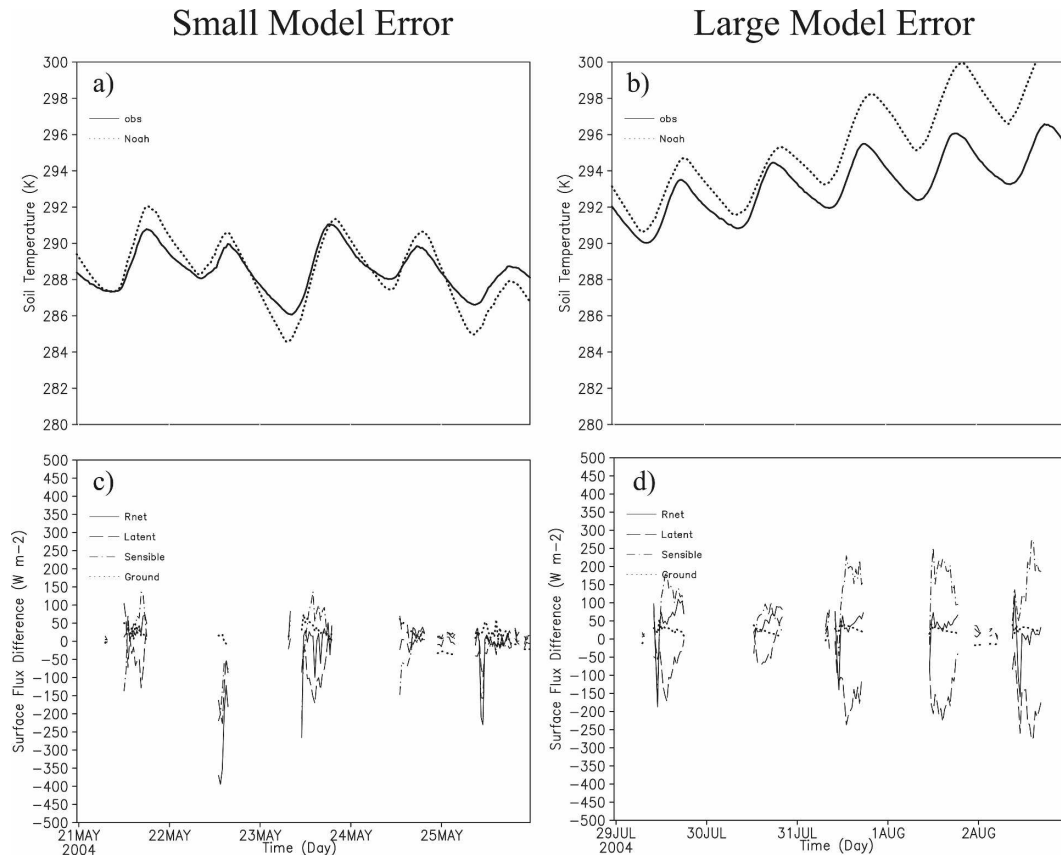 Small Model Error
Large Model Error
a)
obs
Noah
300
298
296
294
292
290
288
286
284
282
280
Soil Temperature (K)
b)
obs
Noah
300
298
296
294
292
290
288
286
284
282
280
Soil Temperature (K)
c)
Rnet
Latent
Sensible
Ground
500
450
400
350
300
250
200
150
100
50
0
-50
-100
-150
-200
-250
-300
-350
-400
-450
-500
Surface Flux Difference (W m-2)
21MAY
2004
22MAY
23MAY
24MAY
25MAY
Time (Day)
d)
Rnet
Latent
Sensible
Ground
500
450
400
350
300
250
200
150
100
50
0
-50
-100
-150
-200
-250
-300
-350
-400
-450
-500
Surface Flux Difference (W m-2)
29JUL
2004
30JUL
31JUL
1AUG
2AUG
Time (Day)